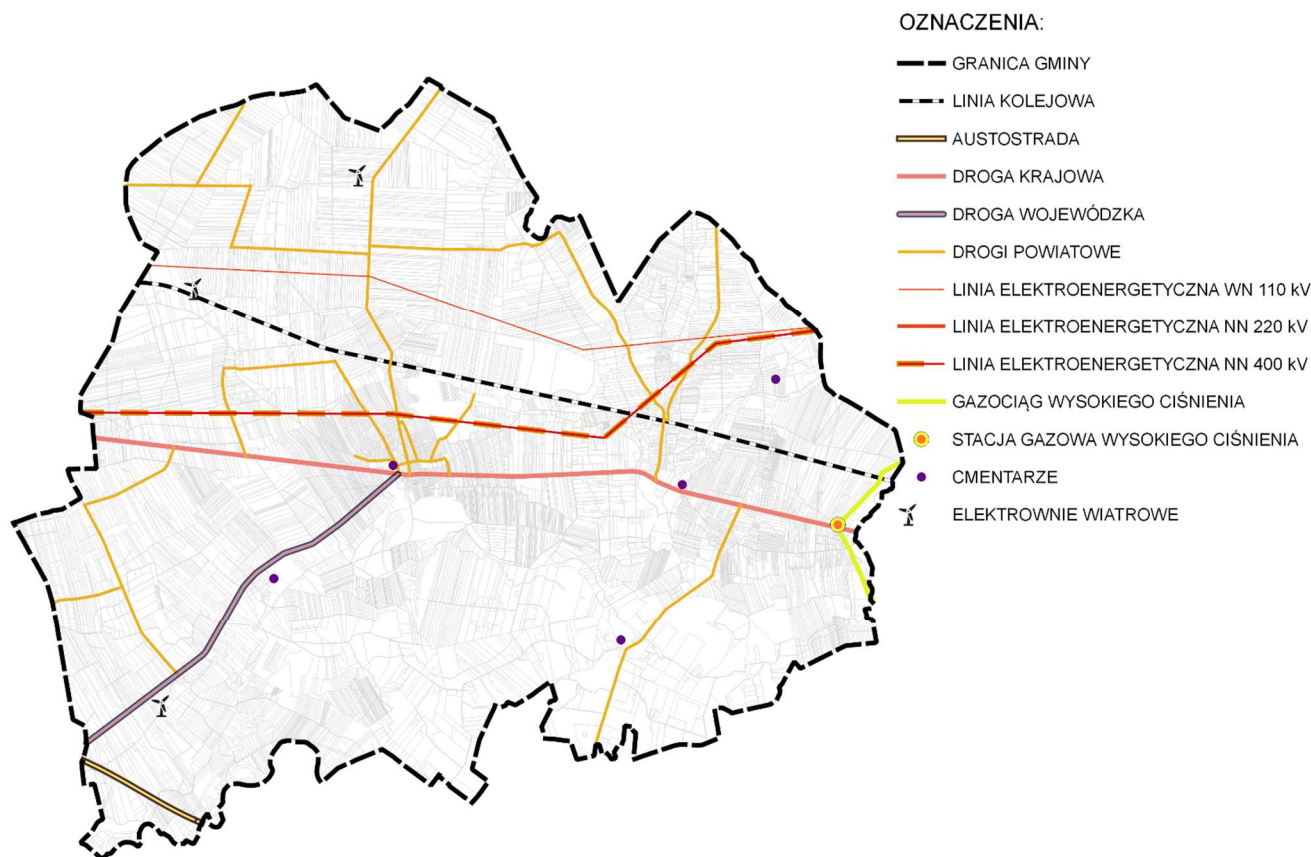 OZNACZENIA:
GRANICA GMINY
LINIA KOLEJOWA
AUSTOSTRADA
DROGA KRAJOWA
DROGA WOJEWÓDZKA
DROGI POWIATOWE
LINIA ELEKTROENERGETYCZNA WN 110 kV
LINIA ELEKTROENERGETYCZNA NN 220 kV
LINIA ELEKTROENERGETYCZNA NN 400 kV
GAZOCIĄG WYSOKIEGO CIŚNIENIA
STACJA GAZOWA WYSOKIEGO CIŚNIENIA
CMENTARZE
ELEKTROWNIE WIATROWE